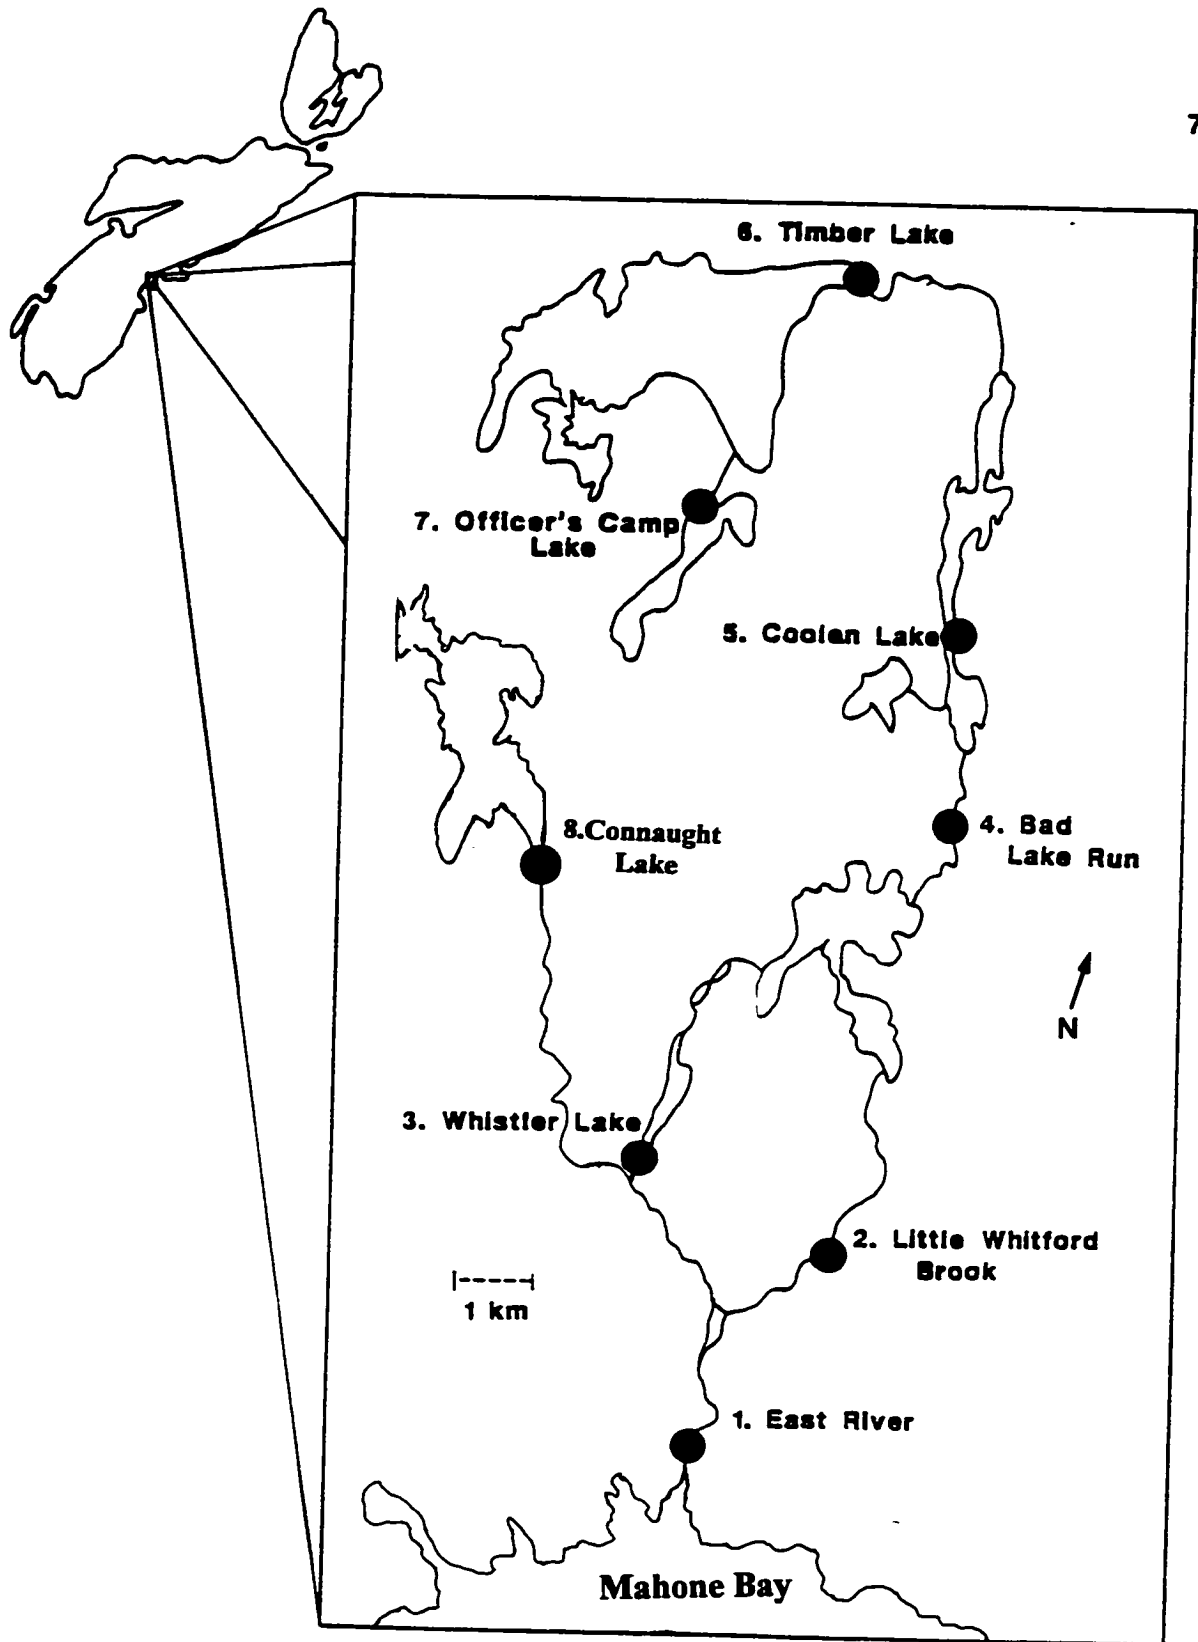 7
6. Timber Lake
7. Officer's Camp
Lake
5. Coolen Lake
8.Connaught
Lake
4. Bad
Lake Run
N
3. Whistler Lake
2. Little Whitford
Brook
1 km
1. East River
Mahone Bay